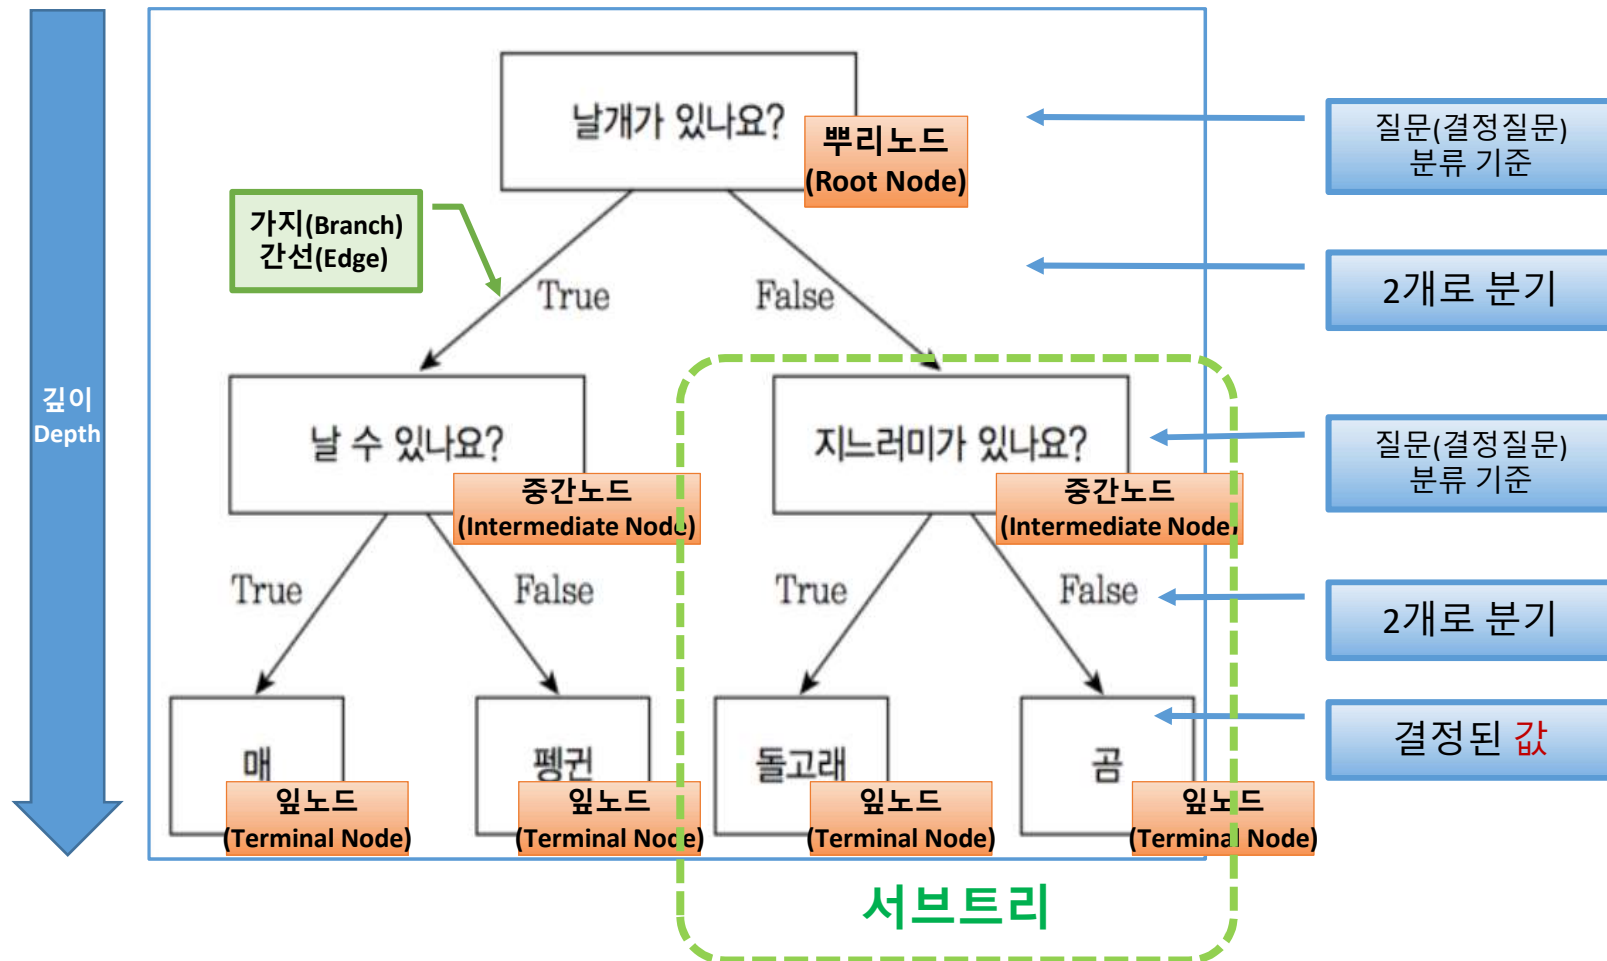 날개가 있나요?
뿌리노드
(Root Node)
질문(결정질문)
분류 기준
가지(Branch)
간선(Edge)
True
False
2개로 분기
깊이
Depth
날 수 있나요?
중간노드
(Intermediate Node)
지느러미가 있나요?
중간노드
(Intermediate Node)
질문(결정질문)
분류 기준
True
False
True
False
2개로 분기
매
잎노드
(Terminal Node)
펭귄
잎노드
(Terminal Node)
돌고래
잎노드
(Terminal Node)
곰
잎노드
(Terminal Node)
결정된 값
서브트리